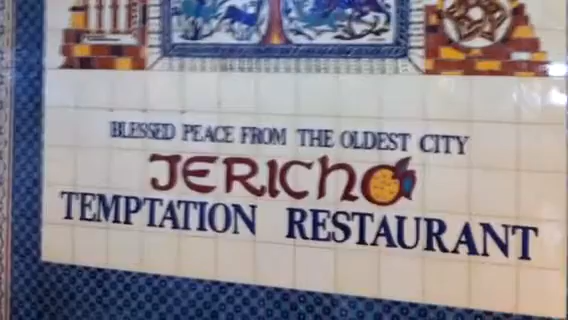 BLESSED PEACE FROM THE OLDEST CITY
JERICHO
TEMPTATION RESTAURANT